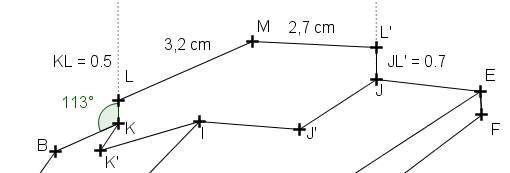 M
2,7 cm
L'
3,2 cm
KL = 0.5
JL' = 0.7
L
E
J
113°
K
I
J'
F
B
K'